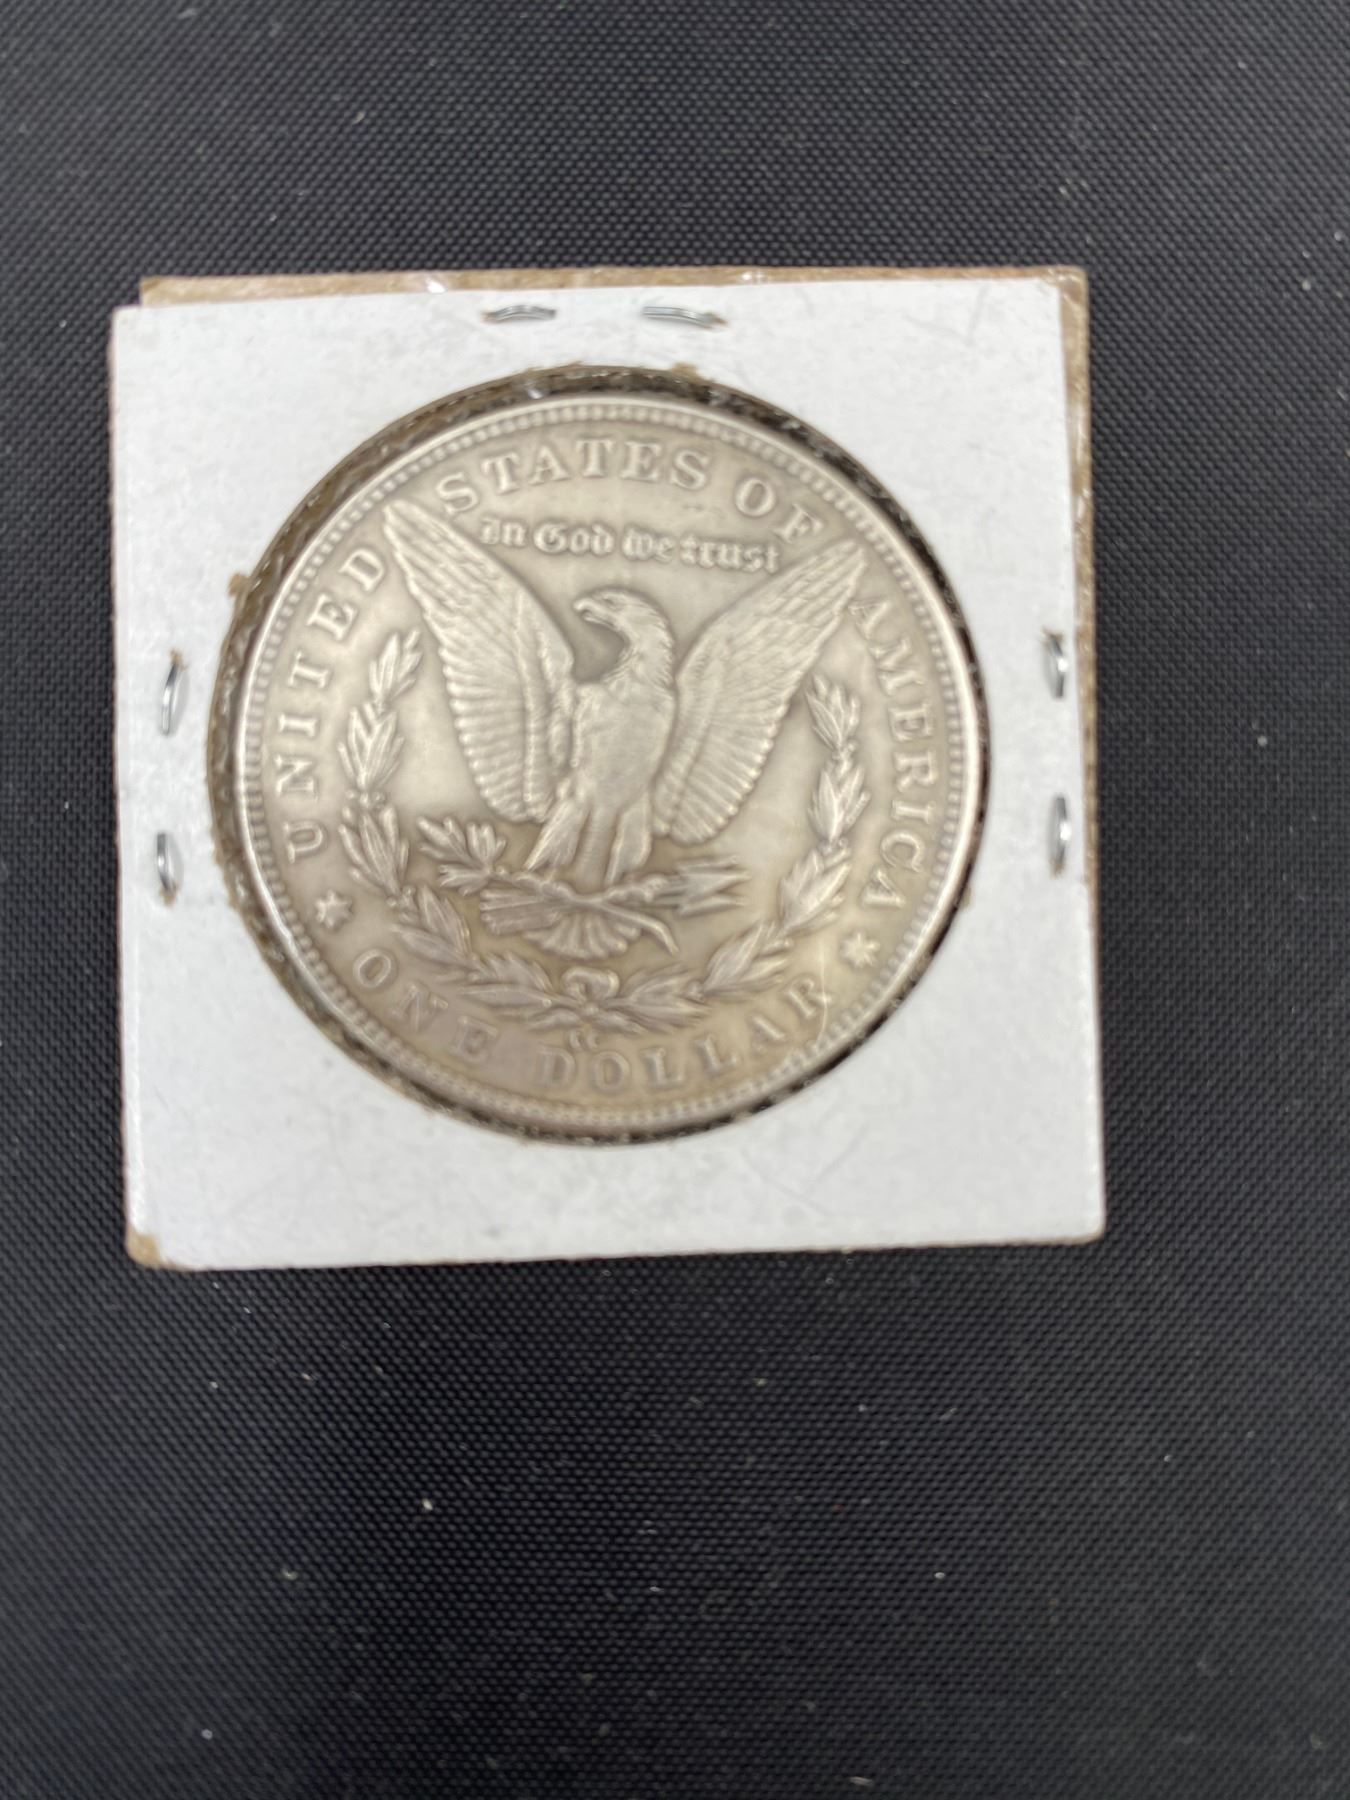 UNITED STATES OF AMERICA
In God we trust
CC
ONE DOLLAR